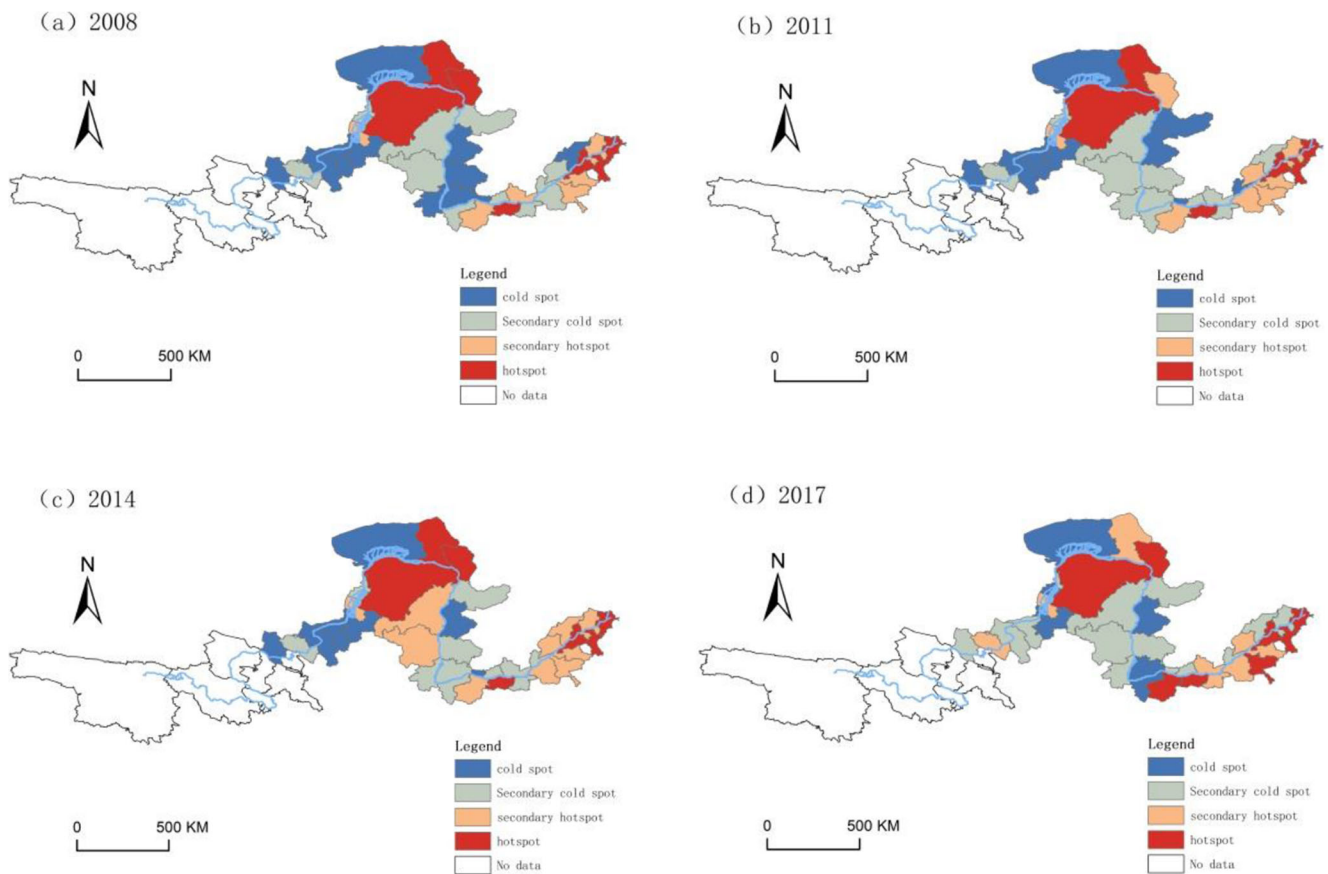 (a) 2008
N
Legend
cold spot
Secondary cold spot
secondary hotspot
hotspot
No data
0 500 KM
(b) 2011
N
Legend
cold spot
Secondary cold spot
secondary hotspot
hotspot
No data
0 500 KM
(c) 2014
N
Legend
cold spot
Secondary cold spot
secondary hotspot
hotspot
No data
0 500 KM
(d) 2017
N
Legend
cold spot
Secondary cold spot
secondary hotspot
hotspot
No data
0 500 KM